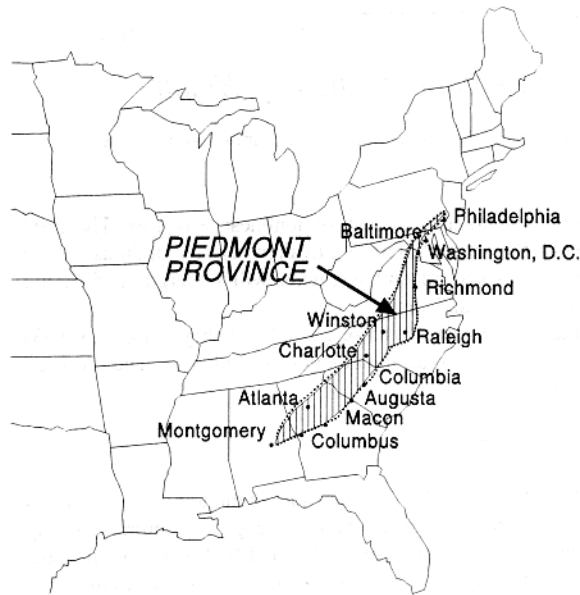 Philadelphia
Baltimore
Washington, D.C.
PIEDMONT
PROVINCE
Richmond
Winston
Raleigh
Charlotte
Columbia
Augusta
Atlanta
Macon
Montgomery
Columbus